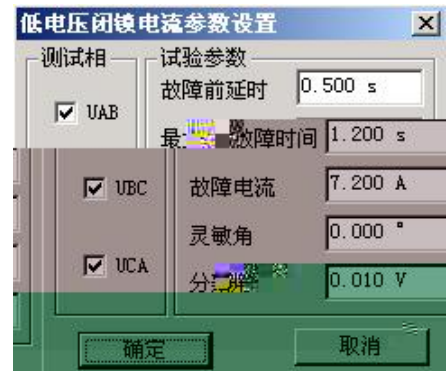 低电压闭锁电流参数设置
测试相
试验参数
故障前延时 0.500 s
UAB
最 故障时间 1.200 s
UBC
故障电流 7.200 A
灵敏角 0.000 °
UCA
分 0.010 V
确定
取消